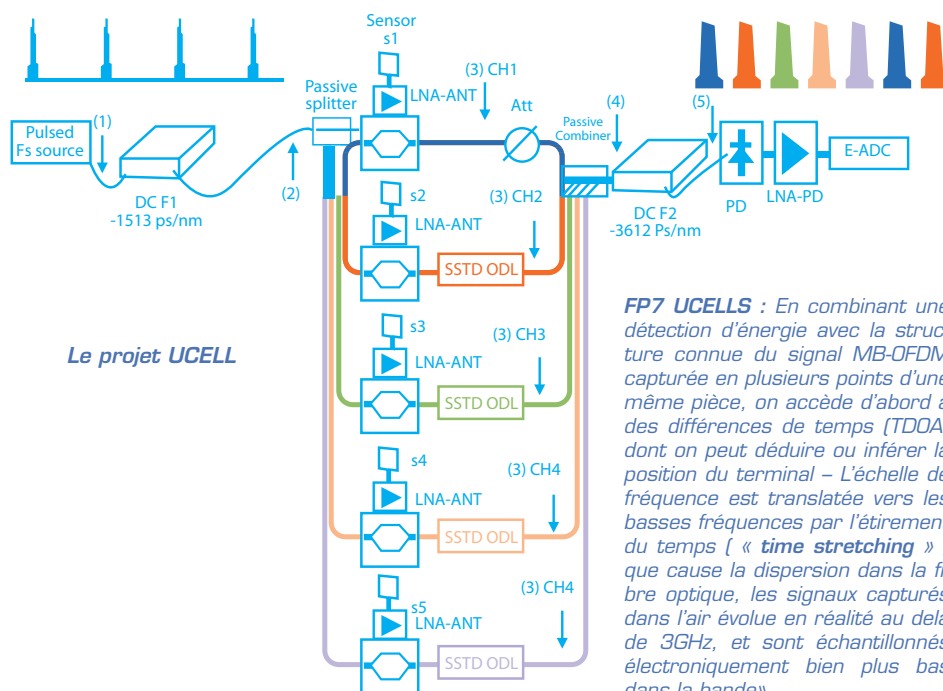 Sensor
s1
(3) CH1
LNA-ANT
Att
Passive
splitter
(4)
(5)
Passive
Combiner
Pulsed
Fs source
(1)
(2)
DC F1
-1513 ps/nm
DC F2
-3612 Ps/nm
PD
LNA-PD
E-ADC
s2
(3) CH2
LNA-ANT
SSTD ODL
s3
(3) CH3
LNA-ANT
SSTD ODL
s4
(3) CH4
LNA-ANT
SSTD ODL
s5
(3) CH4
LNA-ANT
SSTD ODL
Le projet UCELL
FP7 UCELLS : En combinant une
détection d'énergie avec la struc
ture connue du signal MB-OFDM
capturée en plusieurs points d'une
même pièce, on accède d'abord à
des différences de temps (TDOA)
dont on peut déduire ou inférer la
position du terminal – L'échelle de
fréquence est translatée vers les
basses fréquences par l'étirement
du temps ( « time stretching »
que cause la dispersion dans la fi
bre optique, les signaux capturés
dans l'air évolue en réalité au delà
de 3GHz, et sont échantillonnés
électroniquement bien plus bas
dans la bande»